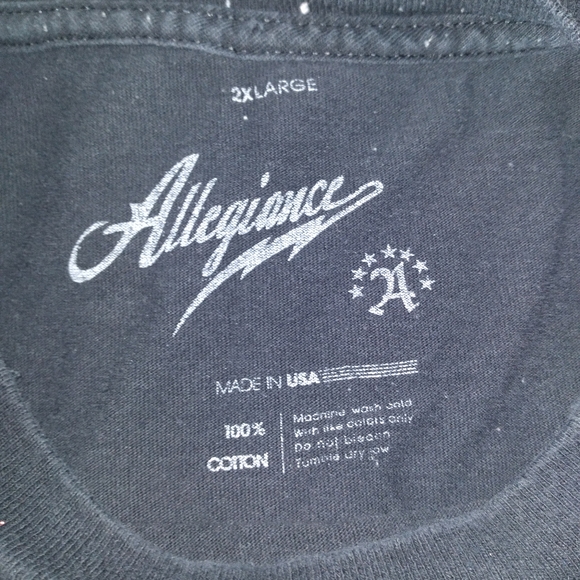 2XLARGE
Allegiance
A
MADE IN USA
100%
COTTON
Machine wash cold
With like colors only
Do not bleach
Tumble dry low